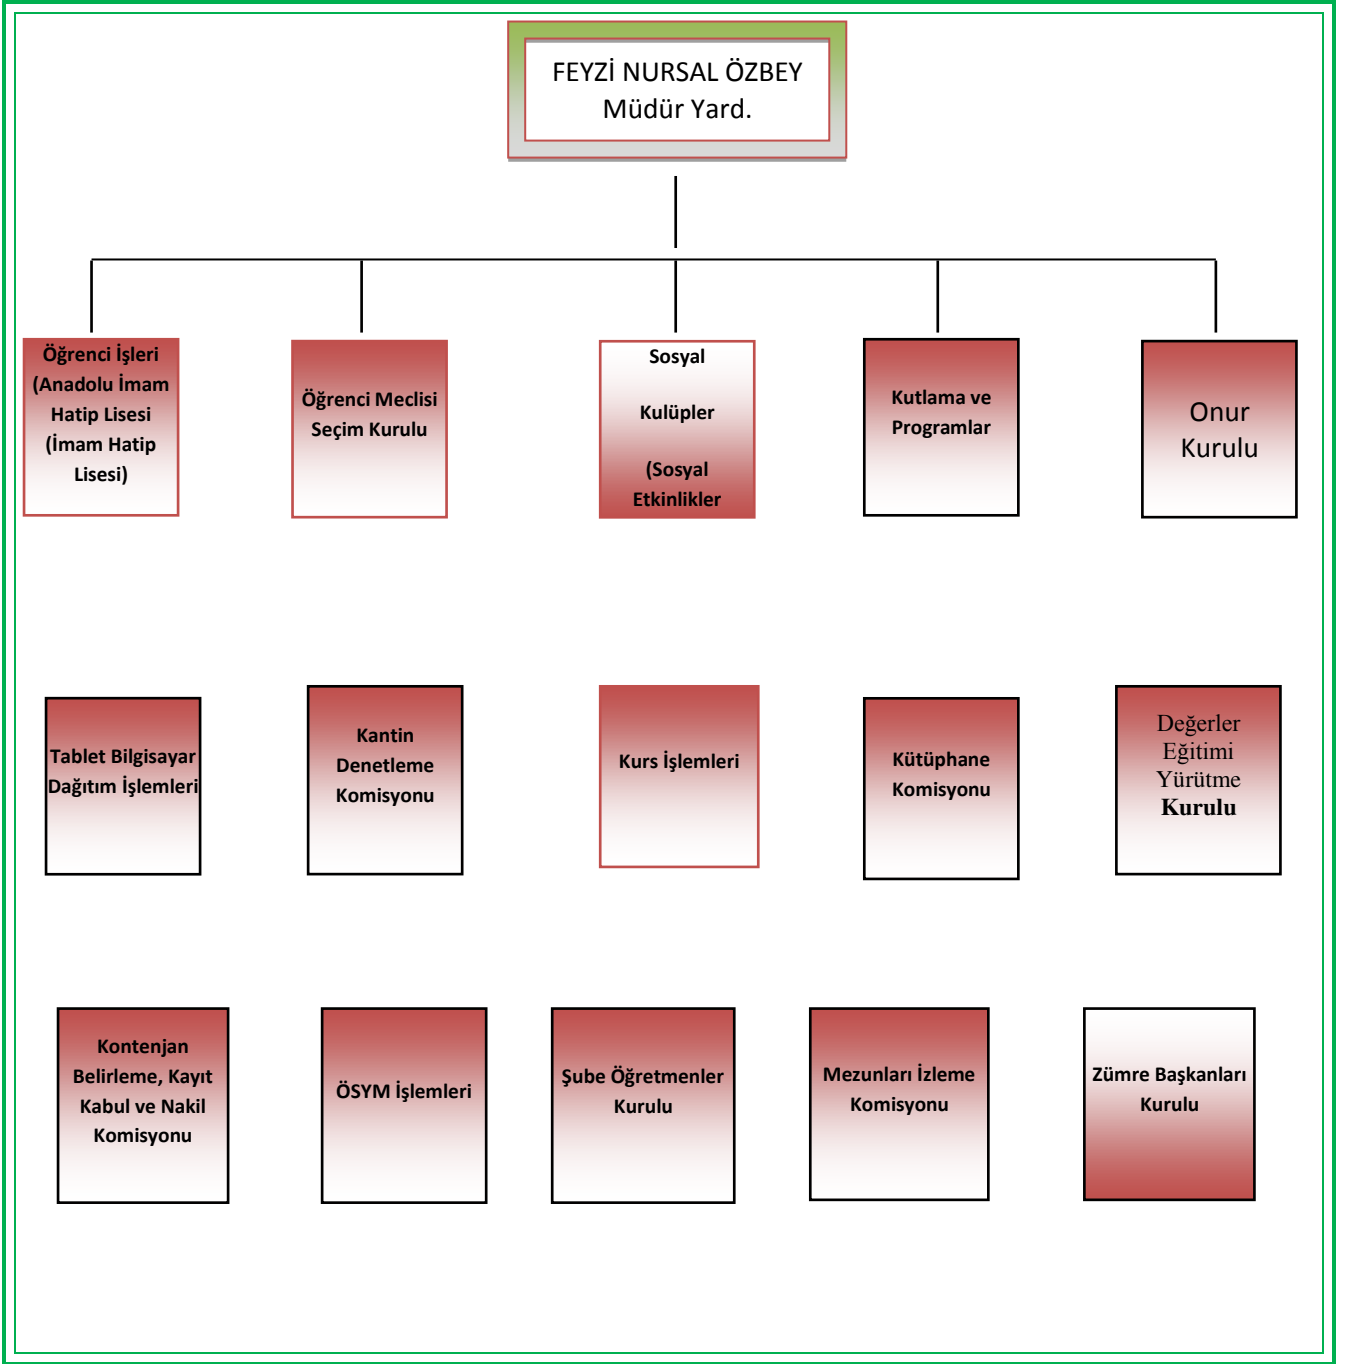 FEYZİ NURSAL ÖZBEY
Müdür Yard.
Öğrenci İşleri
(Anadolu İmam
Hatip Lisesi
(İmam Hatip
Lisesi)
Öğrenci Meclisi
Seçim Kurulu
Sosyal
Kulüpler
(Sosyal
Etkinlikler
Kutlama ve
Programlar
Onur
Kurulu
Tablet Bilgisayar
Dağıtım İşlemleri
Kantin
Denetleme
Komisyonu
Kurs İşlemleri
Kütüphane
Komisyonu
Değerler
Eğitimi
Yürütme
Kurulu
Kontenjan
Belirleme, Kayıt
Kabul ve Nakil
Komisyonu
ÖSYM İşlemleri
Şube Öğretmenler
Kurulu
Mezunları İzleme
Komisyonu
Zümre Başkanları
Kurulu